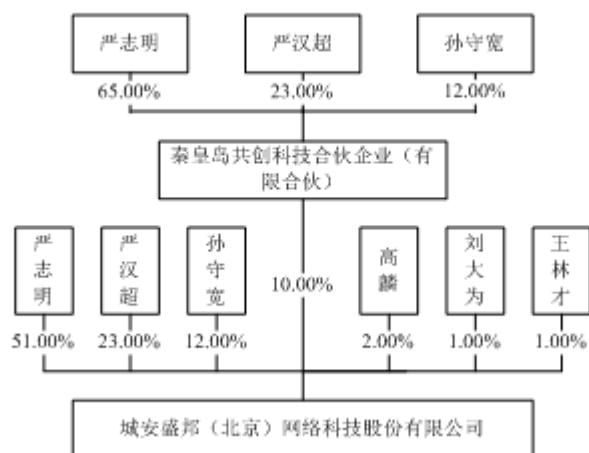 严志明
严汉超
孙守宽
65.00%
23.00%
12.00%
秦皇岛共创科技合伙企业（有
限合伙）
严志明
严汉超
孙守宽
10.00%
高麟
刘大为
王林才
51.00%
23.00%
12.00%
2.00%
1.00%
1.00%
城安盛邦（北京）网络科技股份有限公司